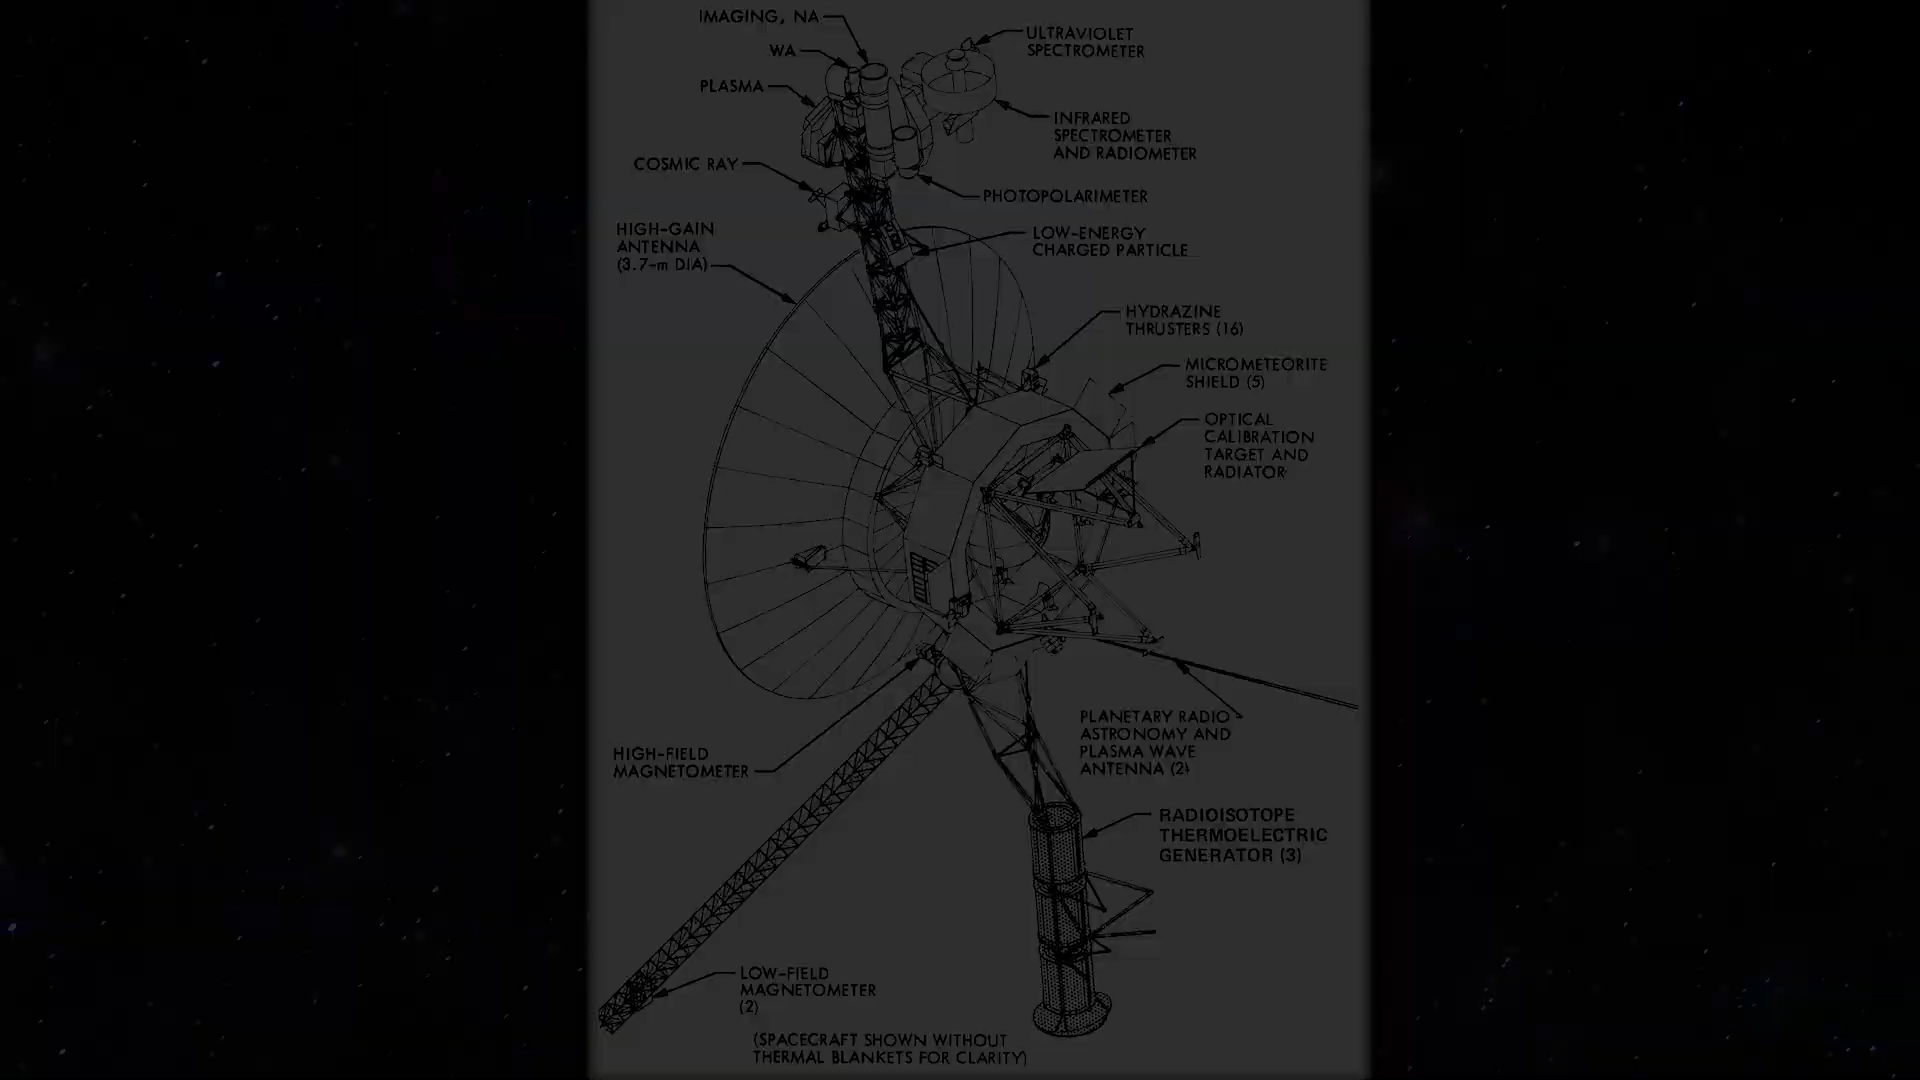 IMAGING, NA
WA
PLASMA
COSMIC RAY
HIGH-GAIN
ANTENNA
(3.7-m DIA)
ULTRAVIOLET
SPECTROMETER
INFRARED
SPECTROMETER
AND RADIOMETER
PHOTOPOLARIMETER
LOW-ENERGY
CHARGED PARTICLE
HYDRAZINE
THRUSTERS (16)
MICROMETEORITE
SHIELD (5)
OPTICAL
CALIBRATION
TARGET AND
RADIATOR
PLANETARY RADIO
ASTRONOMY AND
PLASMA WAVE
ANTENNA (2)
HIGH-FIELD
MAGNETOMETER
RADIOISOTOPE
THERMOELECTRIC
GENERATOR (3)
LOW-FIELD
MAGNETOMETER
(2)
(SPACECRAFT SHOWN WITHOUT
THERMAL BLANKETS FOR CLARITY)